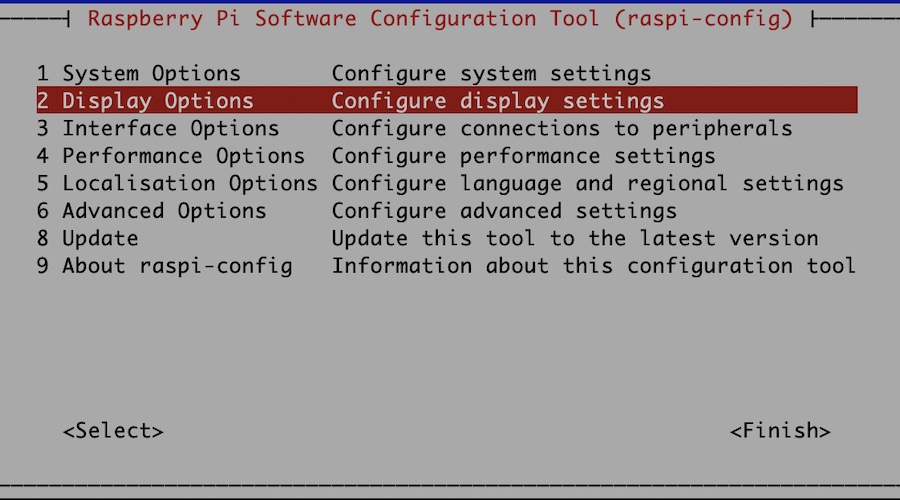 Raspberry Pi Software Configuration Tool (raspi-config)
1 System Options Configure system settings
2 Display Options Configure display settings
3 Interface Options Configure connections to peripherals
4 Performance Options Configure performance settings
5 Localisation Options Configure language and regional settings
6 Advanced Options Configure advanced settings
8 Update Update this tool to the latest version
9 About raspi-config Information about this configuration tool
<Select> <Finish>